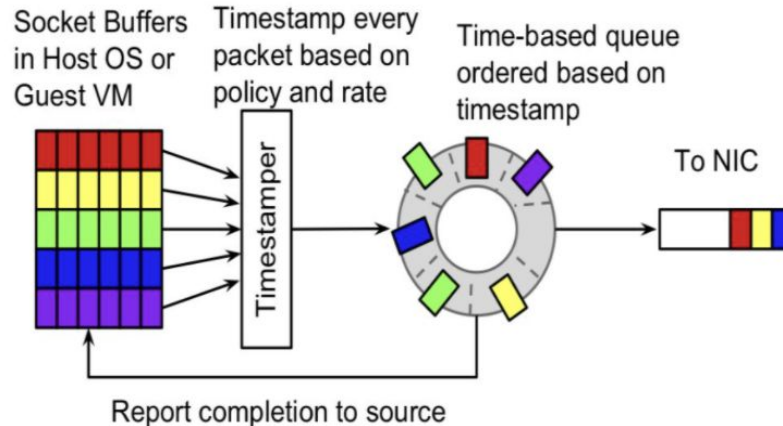 Socket Buffers
in Host OS or
Guest VM
Timestamp every
packet based on
policy and rate
Time-based queue
ordered based on
timestamp
To NIC
Timestamper
Report completion to source